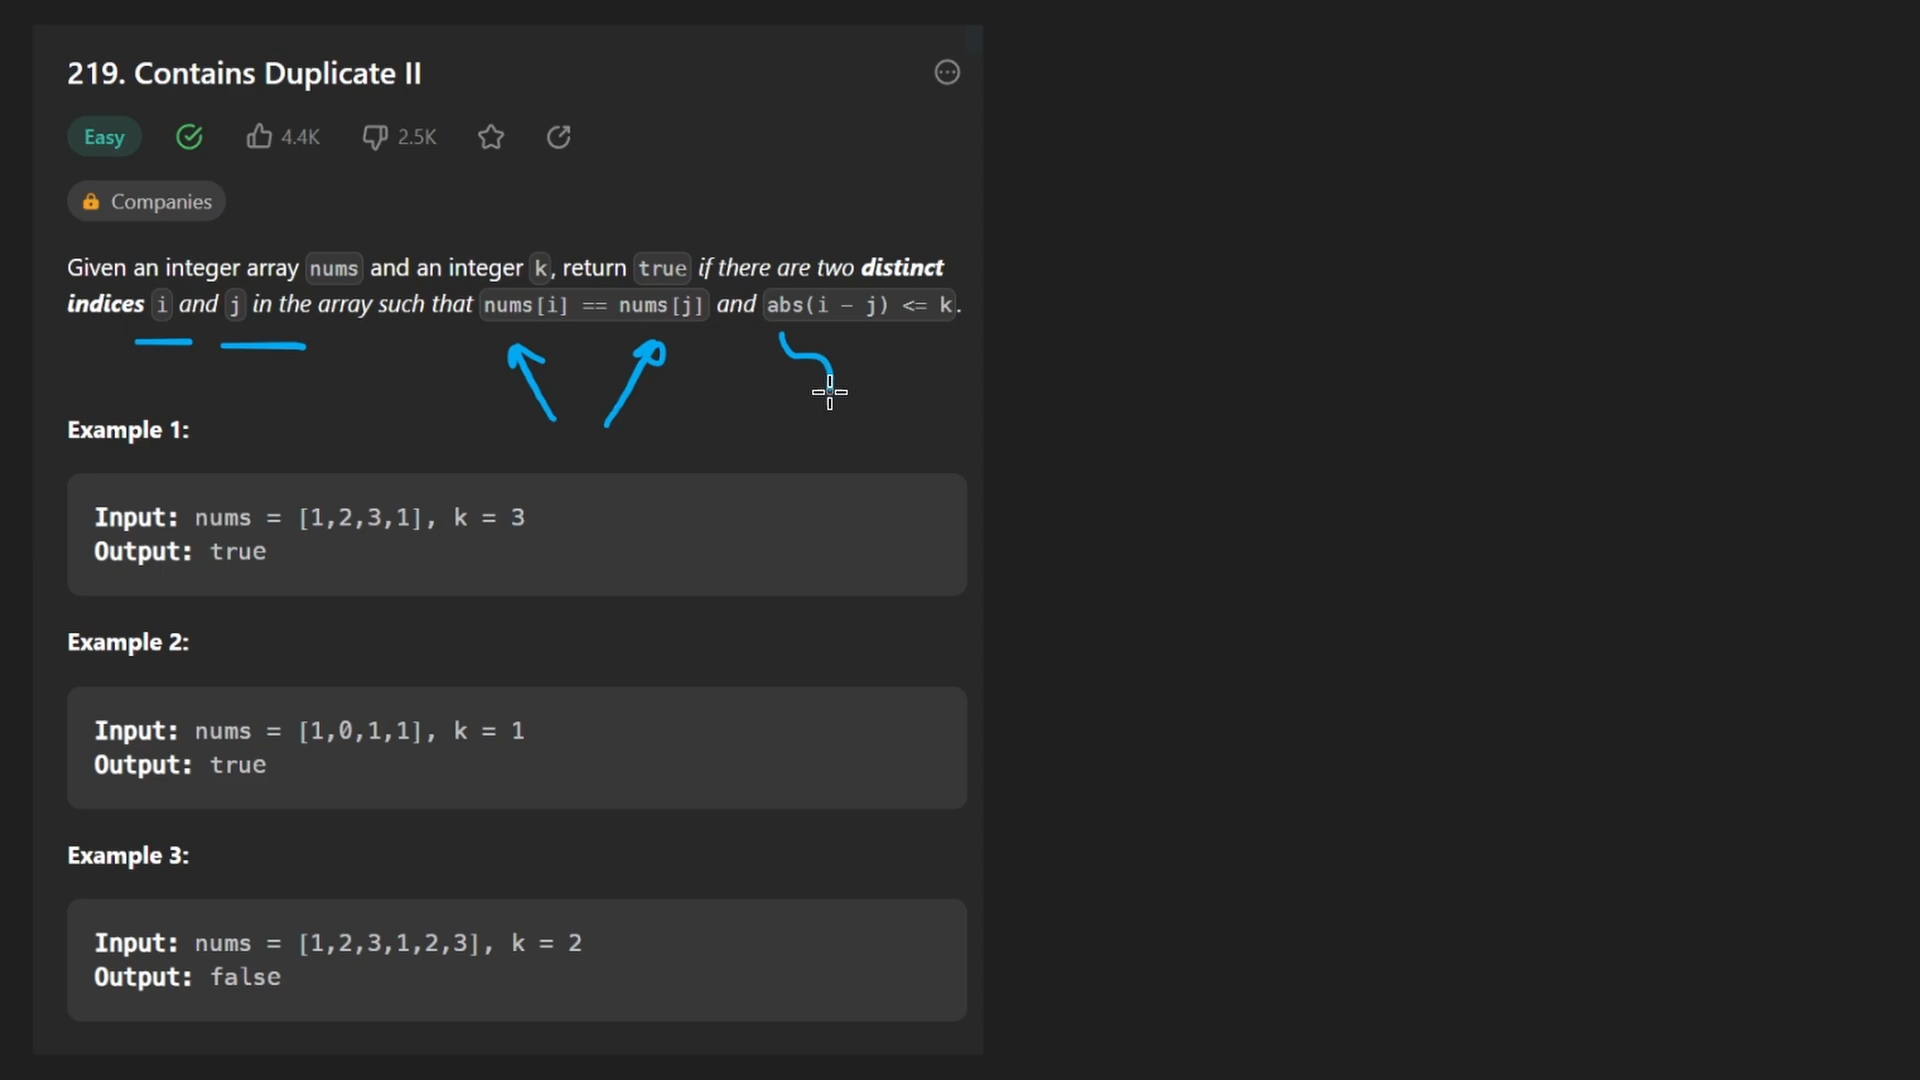 219. Contains Duplicate II
Easy 4.4K 2.5K
Companies
Given an integer array nums and an integer k, return true if there are two distinct
indices i and j in the array such that nums[i] == nums[j] and abs(i - j) <= k.
Example 1:
Input: nums = [1,2,3,1], k = 3
Output: true
Example 2:
Input: nums = [1,0,1,1], k = 1
Output: true
Example 3:
Input: nums = [1,2,3,1,2,3], k = 2
Output: false